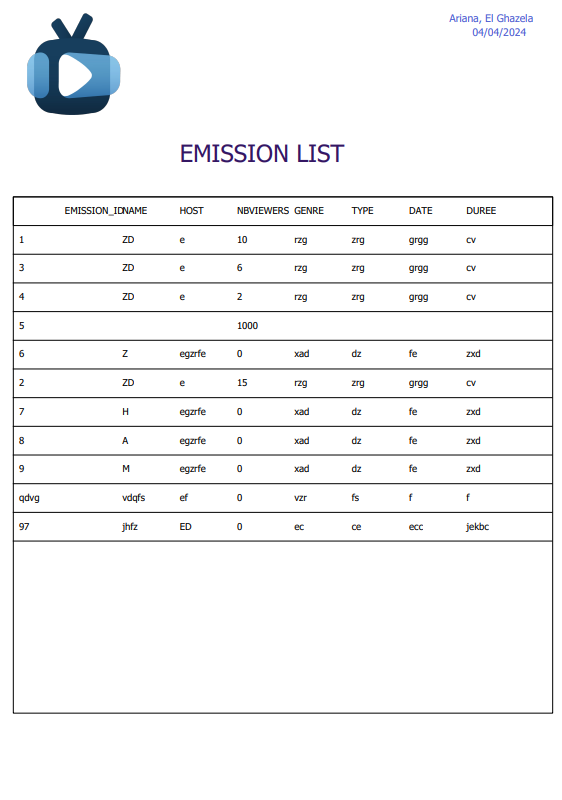 Ariana, El Ghazela
04/04/2024
EMISSION LIST
EMISSION_ID NAME HOST NBVIEWERS GENRE TYPE DATE DUREE
1 ZD e 10 rzg zrg grgg cv
3 ZD e 6 rzg zrg grgg cv
4 ZD e 2 rzg zrg grgg cv
5 1000
6 Z egzrfe 0 xad dz fe zxd
2 ZD e 15 rzg zrg grgg cv
7 H egzrfe 0 xad dz fe zxd
8 A egzrfe 0 xad dz fe zxd
9 M egzrfe 0 xad dz fe zxd
qdvg vdqfs ef 0 vzr fs f f
97 jhfz ED 0 ec ce ecc jekbc